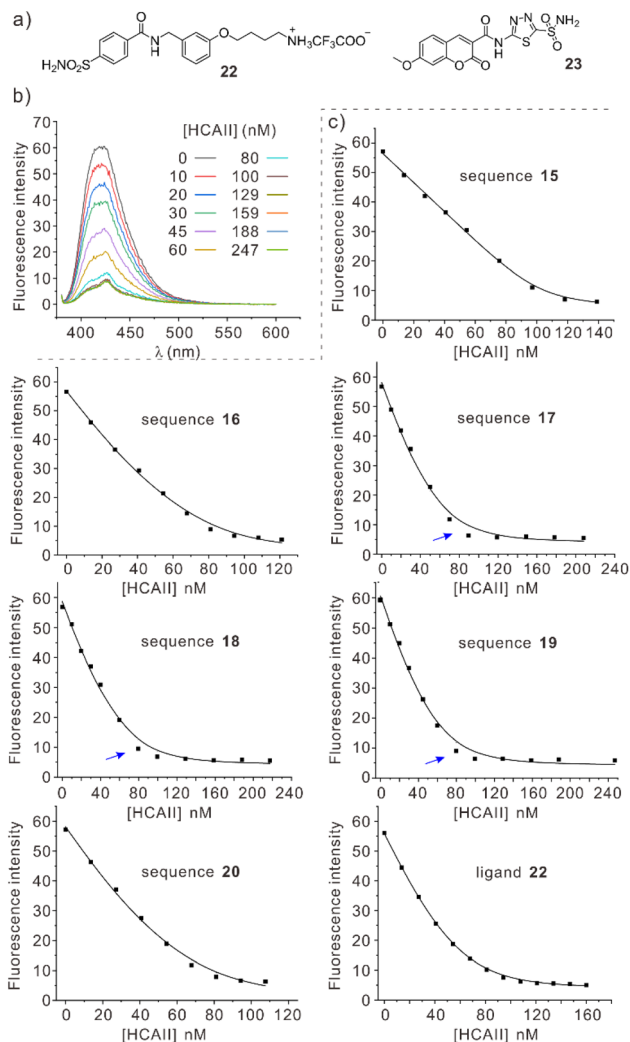 a)
O
N
H
O
NH₃CF₃COO⁻
+
H₂NO₂S
22
O
N-N
NH₂
N
H
S
S
O
O
O
O
O
23
b)
[HCAII] (nM)
0 80
10 100
20 129
30 159
45 188
60 247
Fluorescence intensity
70
60
50
40
30
20
10
0
400 450 500 550 600
λ (nm)
c)
sequence 15
Fluorescence intensity
60
50
40
30
20
10
0
0 20 40 60 80 100 120 140
[HCAII] nM
sequence 16
Fluorescence intensity
60
50
40
30
20
10
0
0 20 40 60 80 100 120
[HCAII] nM
sequence 17
Fluorescence intensity
60
50
40
30
20
10
0
0 40 80 120 160 200 240
[HCAII] nM
sequence 18
Fluorescence intensity
60
50
40
30
20
10
0
0 40 80 120 160 200 240
[HCAII] nM
sequence 19
Fluorescence intensity
60
50
40
30
20
10
0
0 40 80 120 160 200 240
[HCAII] nM
sequence 20
Fluorescence intensity
60
50
40
30
20
10
0
0 20 40 60 80 100 120
[HCAII] nM
ligand 22
Fluorescence intensity
60
50
40
30
20
10
0
0 40 80 120 160
[HCAII] nM